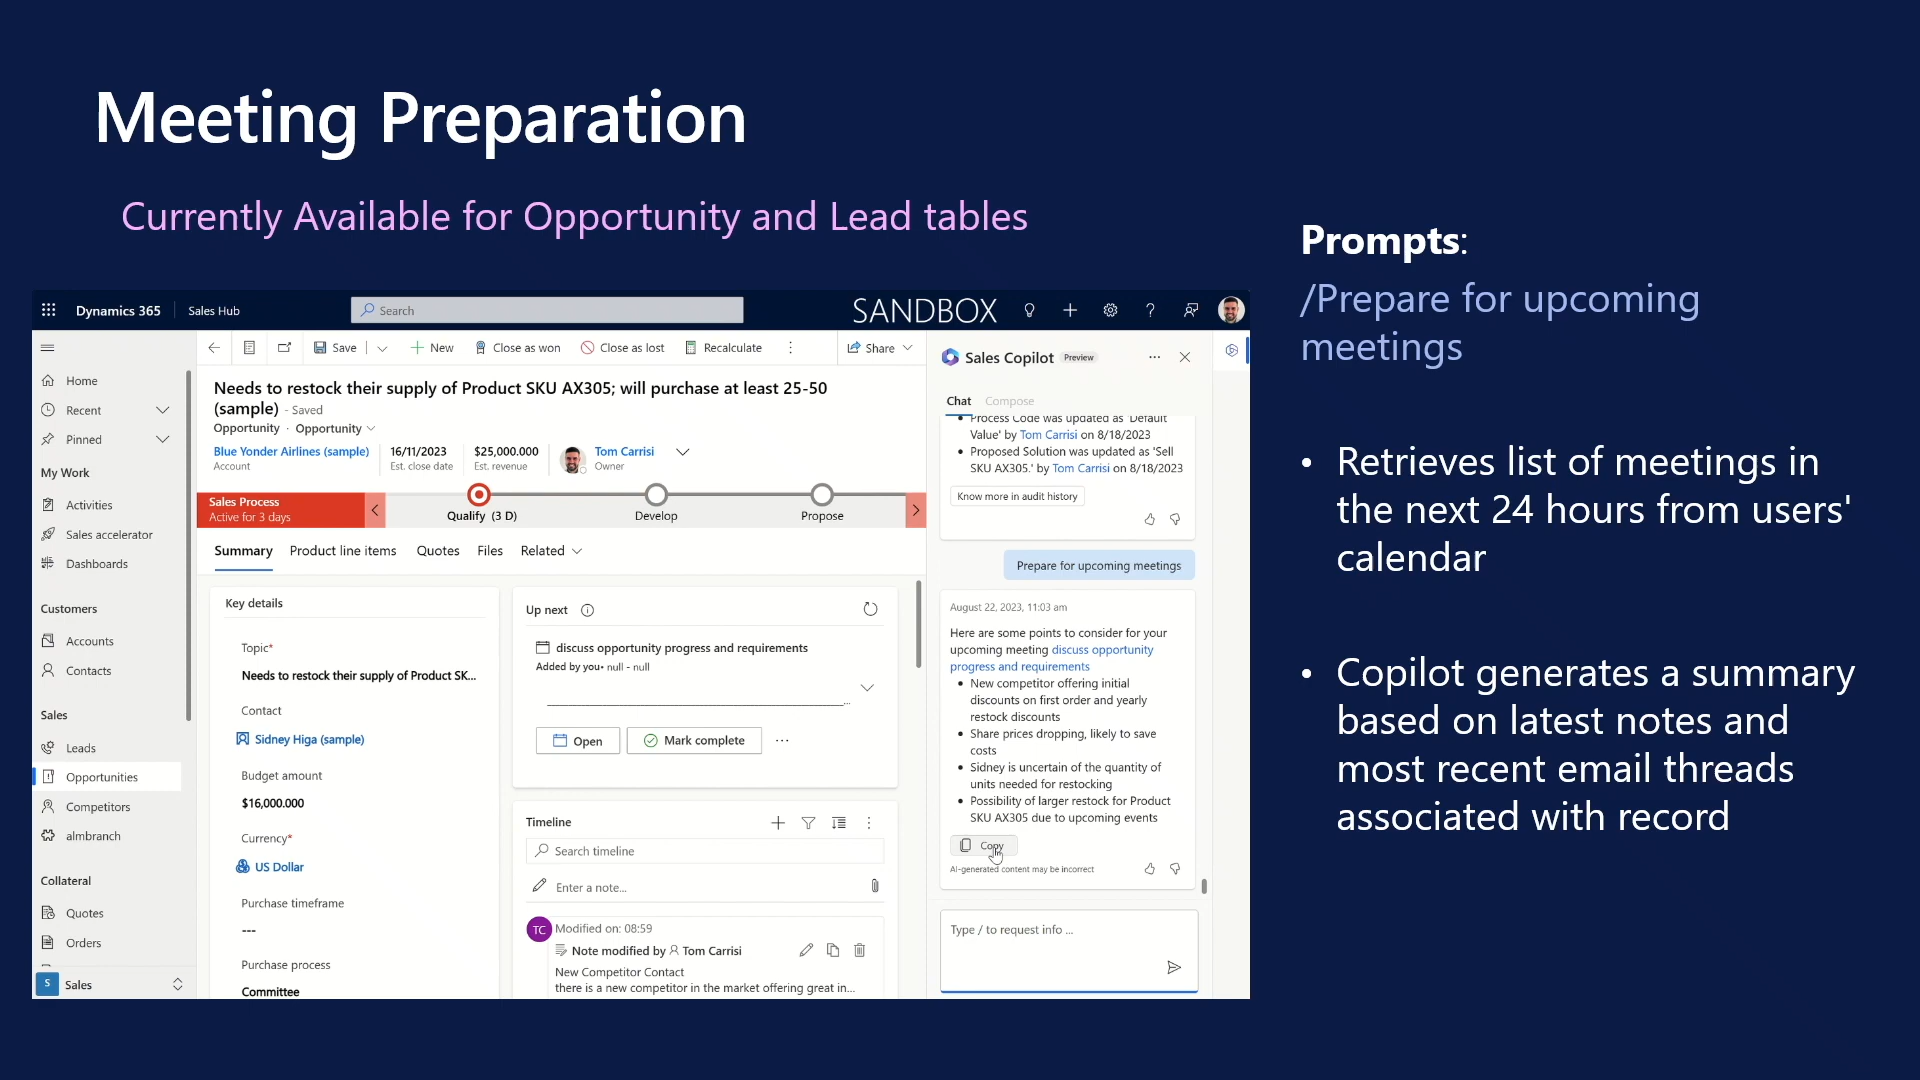 Meeting Preparation
Currently Available for Opportunity and Lead tables
Dynamics 365
Sales Hub
Search
SANDBOX
Save
New
Close as won
Close as lost
Recalculate
Share
Home
Recent
Pinned
My Work
Activities
Sales accelerator
Dashboards
Customers
Accounts
Contacts
Sales
Leads
Opportunities
Competitors
almbranch
Collateral
Quotes
Orders
S
Sales
Needs to restock their supply of Product SKU AX305; will purchase at least 25-50
(sample) - Saved
Opportunity · Opportunity
Blue Yonder Airlines (sample)
Account
16/11/2023
Est. close date
$25,000.000
Est. revenue
Tom Carrisi
Owner
Sales Process
Active for 3 days
Qualify (3 D)
Develop
Propose
Summary
Product line items
Quotes
Files
Related
Key details
Topic*
Needs to restock their supply of Product SK...
Contact
Sidney Higa (sample)
Budget amount
$16,000.000
Currency*
US Dollar
Purchase timeframe
---
Purchase process
Committee
Up next
discuss opportunity progress and requirements
Added by you• null - null
Open
Mark complete
Timeline
Search timeline
Enter a note...
TC
Modified on: 08:59
Note modified by Tom Carrisi
New Competitor Contact
there is a new competitor in the market offering great in...
Sales Copilot Preview
Chat
Compose
• Process Code was updated as 'Default
Value' by Tom Carrisi on 8/18/2023
• Proposed Solution was updated as 'Sell
SKU AX305.' by Tom Carrisi on 8/18/2023
Know more in audit history
Prepare for upcoming meetings
August 22, 2023, 11:03 am
Here are some points to consider for your
upcoming meeting discuss opportunity
progress and requirements
• New competitor offering initial
discounts on first order and yearly
restock discounts
• Share prices dropping, likely to save
costs
• Sidney is uncertain of the quantity of
units needed for restocking
• Possibility of larger restock for Product
SKU AX305 due to upcoming events
Copy
AI-generated content may be incorrect
Type / to request info ...
Prompts:
/Prepare for upcoming
meetings
• Retrieves list of meetings in
the next 24 hours from users'
calendar
• Copilot generates a summary
based on latest notes and
most recent email threads
associated with record